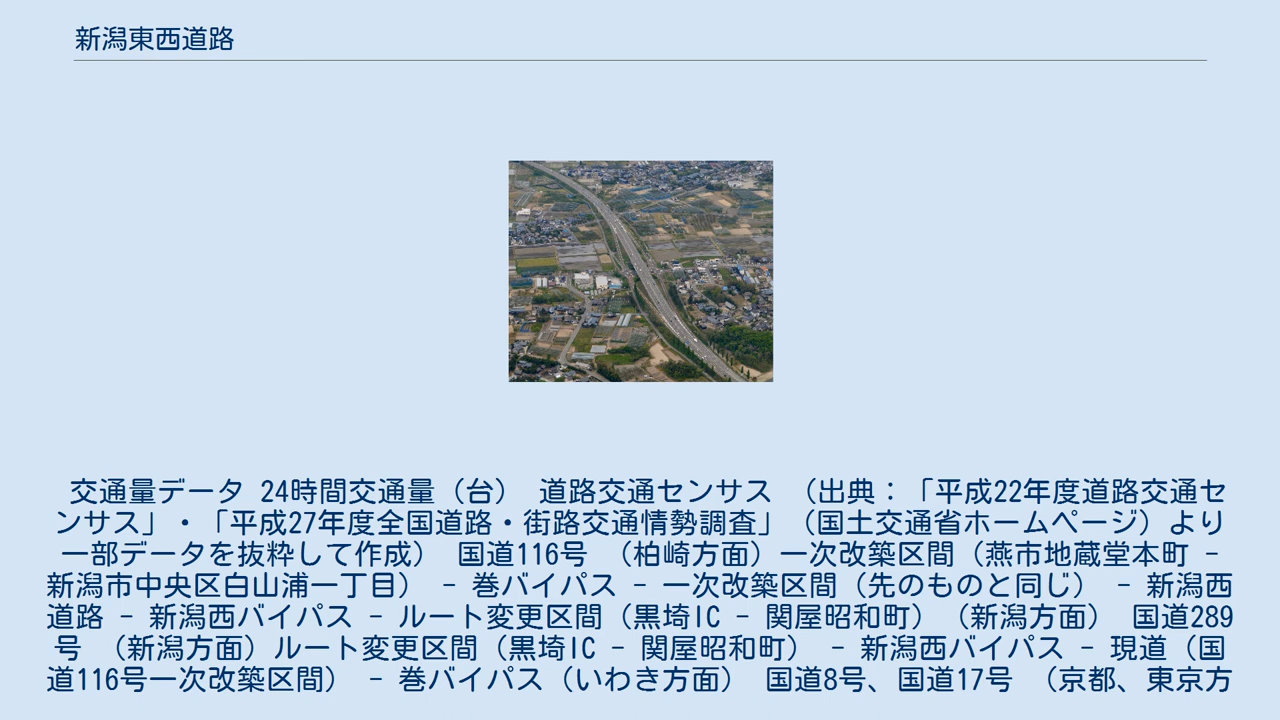 新潟東西道路
交通量データ 24時間交通量（台） 道路交通センサス （出典：「平成22年度道路交通セ
ンサス」・「平成27年度全国道路・街路交通情勢調査」（国土交通省ホームページ）より
一部データを抜粋して作成） 国道116号 （柏崎方面）一次改築区間（燕市地蔵堂本町 -
新潟市中央区白山浦一丁目） - 巻バイパス - 一次改築区間（先のものと同じ） - 新潟西
道路 - 新潟西バイパス - ルート変更区間（黒埼IC - 関屋昭和町）（新潟方面） 国道289
号 （新潟方面）ルート変更区間（黒埼IC - 関屋昭和町） - 新潟西バイパス - 現道（国
道116号一次改築区間） - 巻バイパス（いわき方面） 国道8号、国道17号 （京都、東京方